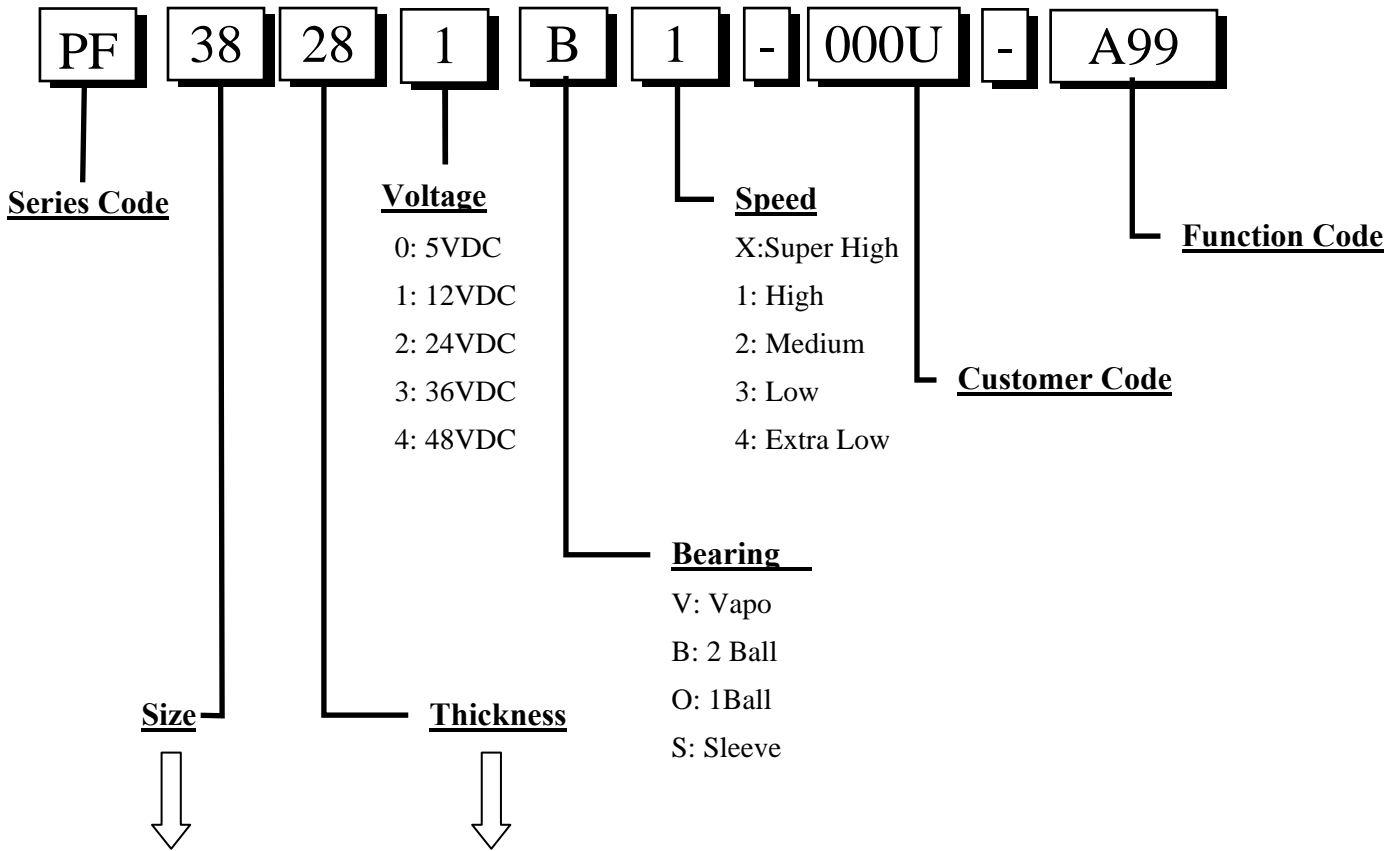 PF 38 28 1 B 1 - 000U - A99
Series Code
Voltage
0: 5VDC
1: 12VDC
2: 24VDC
3: 36VDC
4: 48VDC
Speed
X:Super High
1: High
2: Medium
3: Low
4: Extra Low
Function Code
Customer Code
Bearing
V: Vapo
B: 2 Ball
O: 1Ball
S: Sleeve
Size
Thickness